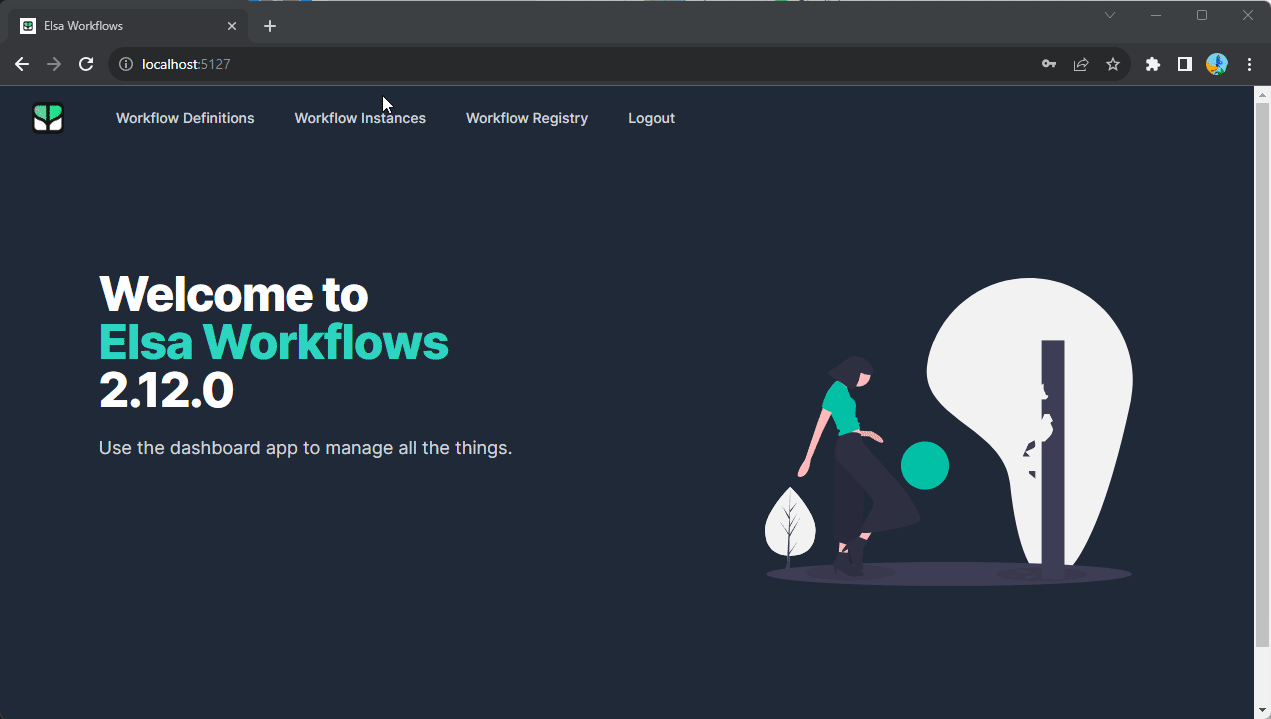 Elsa Workflows
localhost:5127
Workflow Definitions Workflow Instances Workflow Registry Logout
Welcome to
Elsa Workflows
2.12.0
Use the dashboard app to manage all the things.